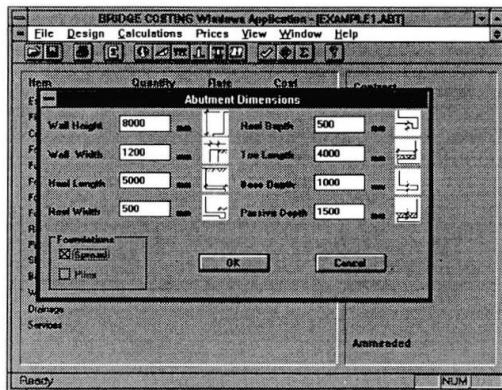 BRIDGE COSTING Windows Application - [EXAMPLE1.ABT]
File Design Calculations Prices View Window Help
Item Quantity Rate Cost Contract
Abutment Dimensions
Wall Height 8000 mm Heel Depth 500 mm
Wall Width 1200 mm Toe Length 4000 mm
Heel Length 5000 mm Base Depth 1000 mm
Heel Width 500 mm Passive Depth 1500 mm
Foundations
Spread
Piles
OK Cancel
Drainage
Services
Ammeaded
Ready NUM